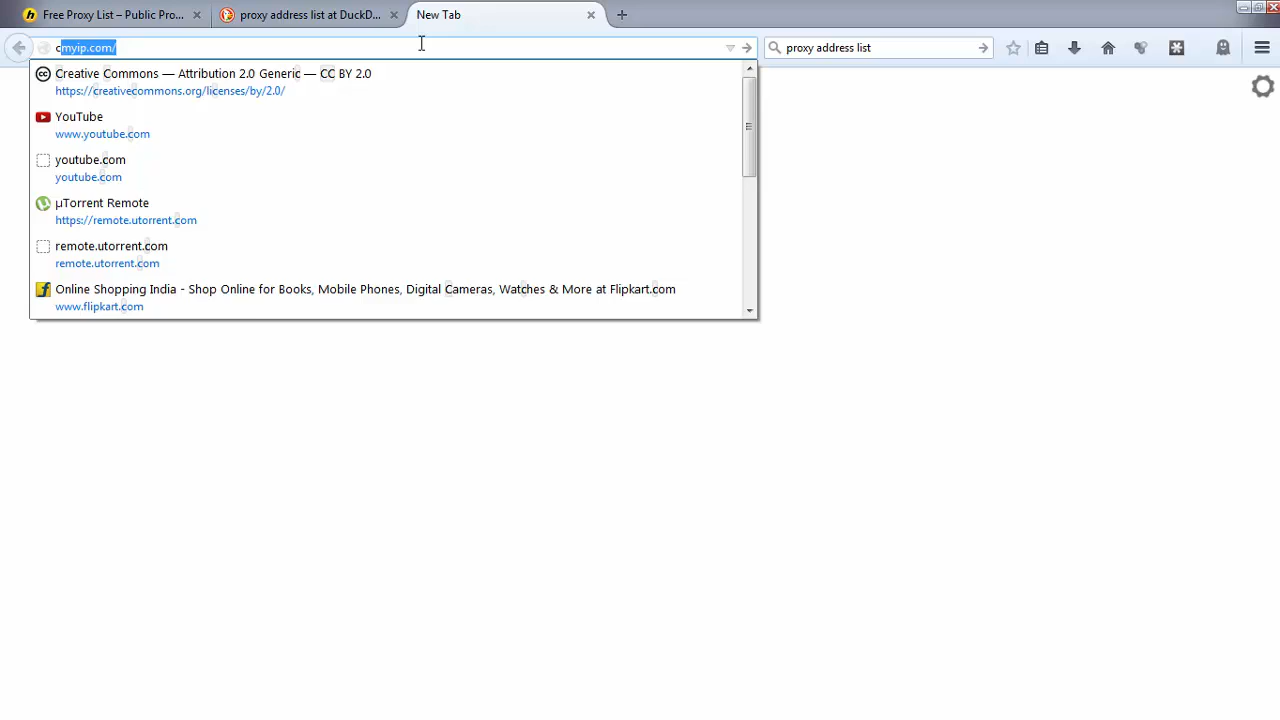 Free Proxy List – Public Pro...
proxy address list at DuckD...
New Tab
cmyip.com/
proxy address list
Creative Commons — Attribution 2.0 Generic — CC BY 2.0
https://creativecommons.org/licenses/by/2.0/
YouTube
www.youtube.com
youtube.com
youtube.com
µTorrent Remote
https://remote.utorrent.com
remote.utorrent.com
remote.utorrent.com
Online Shopping India - Shop Online for Books, Mobile Phones, Digital Cameras, Watches & More at Flipkart.com
www.flipkart.com